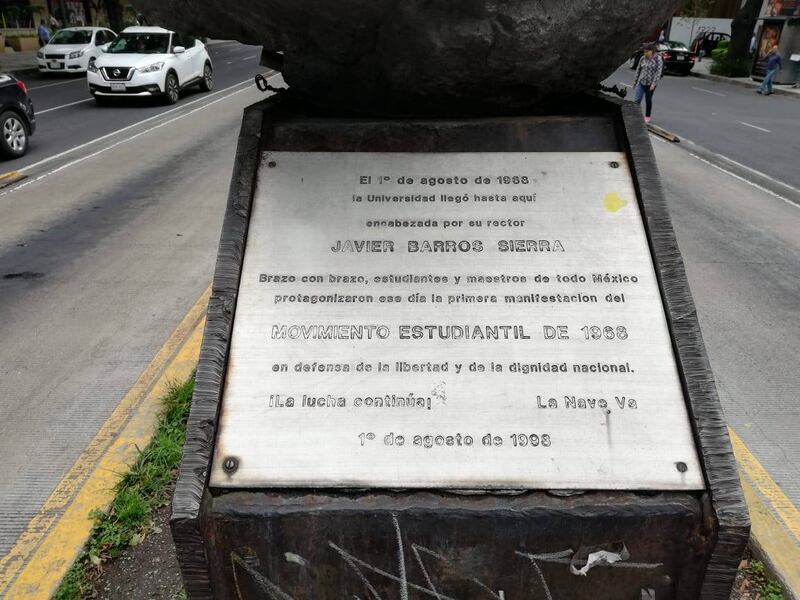 El 1º de agosto de 1968
la Universidad llegó hasta aquí
encabezada por su rector
JAVIER BARROS SIERRA
Brazo con brazo, estudiantes y maestros de todo México
protagonizaron ese día la primera manifestación del
MOVIMIENTO ESTUDIANTIL DE 1968
en defensa de la libertad y de la dignidad nacional.
¡La lucha continúa¡ La Nave, Va
1º de agosto de 1998